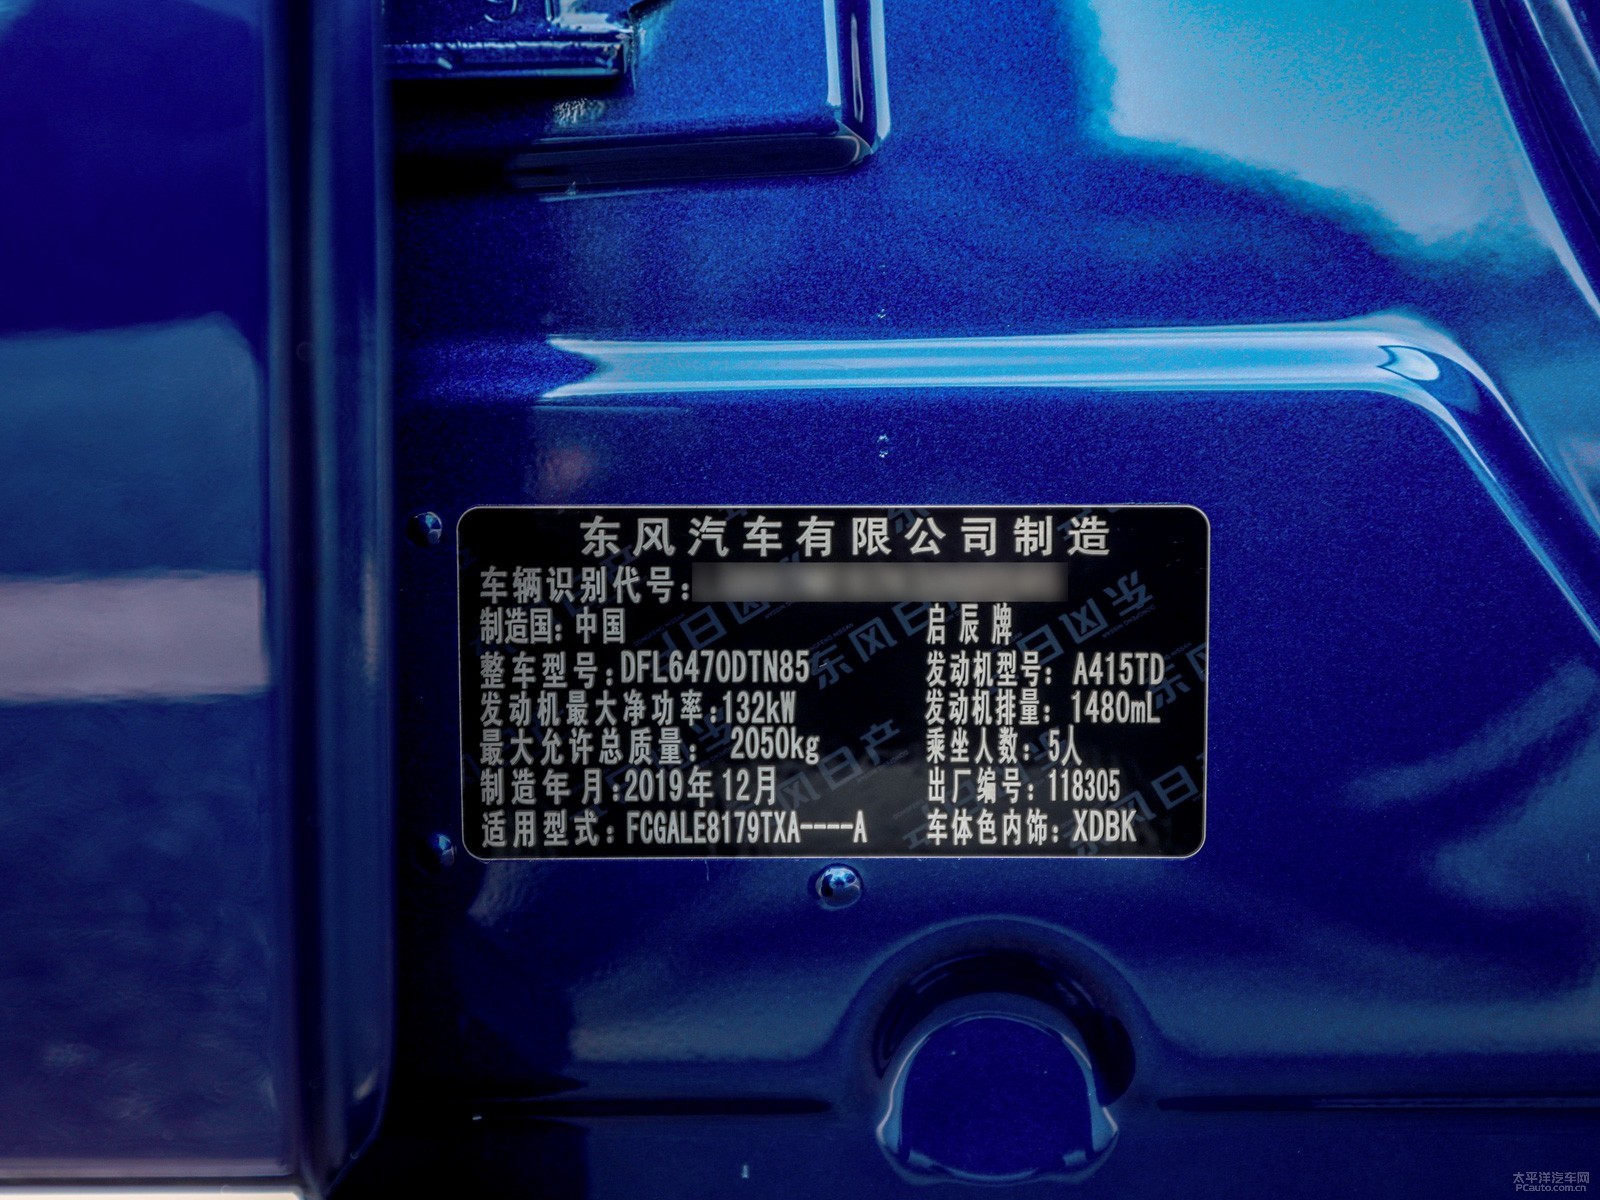 东风汽车有限公司制造
车辆识别代号:
制造国: 中国 启辰牌
整车型号:DFL6470DTN85 发动机型号: A415TD
发动机最大净功率:132kW 发动机排量: 1480mL
最大允许总质量: 2050kg 乘坐人数: 5人
制造年月:2019年12月 出厂编号: 118305
适用型式: FCGALE8179TXA----A 车体色内饰: XDBK
太平洋汽车网
PCauto.com.cn